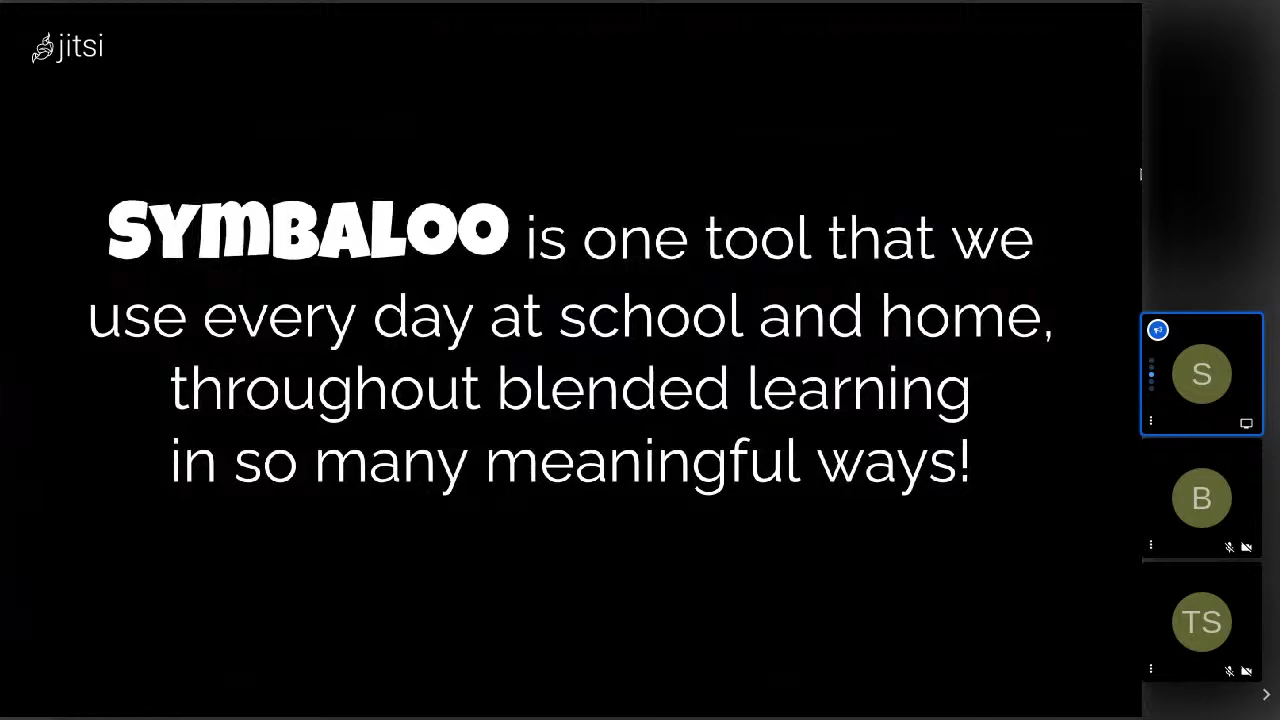 jitsi
SYMBALOO is one tool that we
use every day at school and home,
throughout blended learning
in so many meaningful ways!
S
B
TS